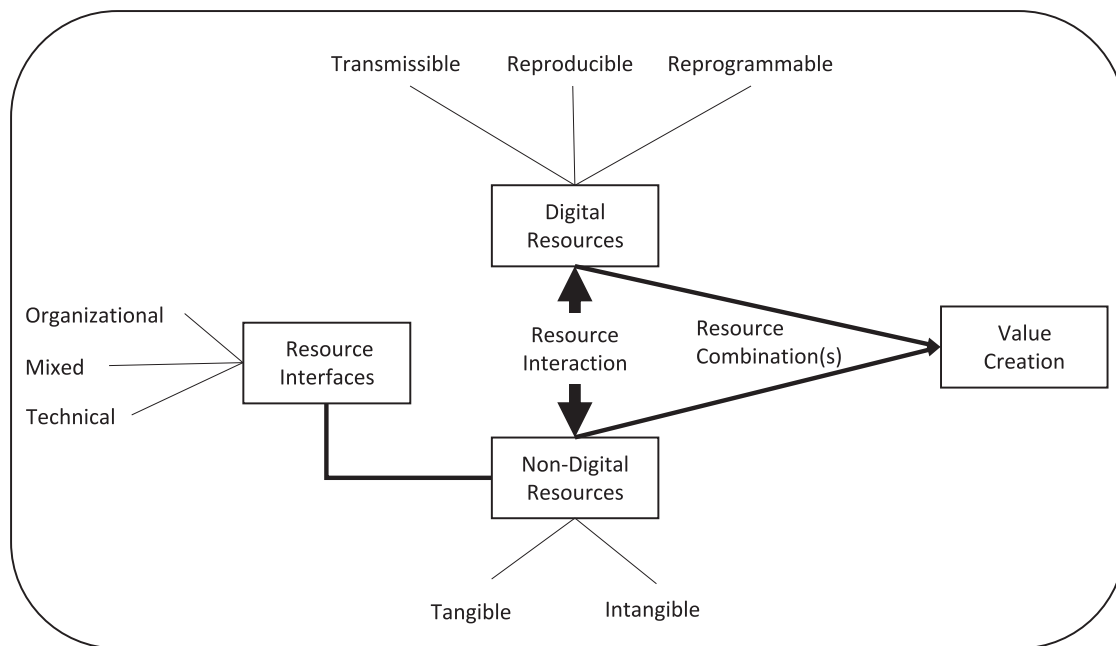 Transmissible
Reproducible
Reprogrammable
Digital
Resources
Organizational
Mixed
Technical
Resource
Interfaces
Resource
Interaction
Resource
Combination(s)
Value
Creation
Non-Digital
Resources
Tangible
Intangible